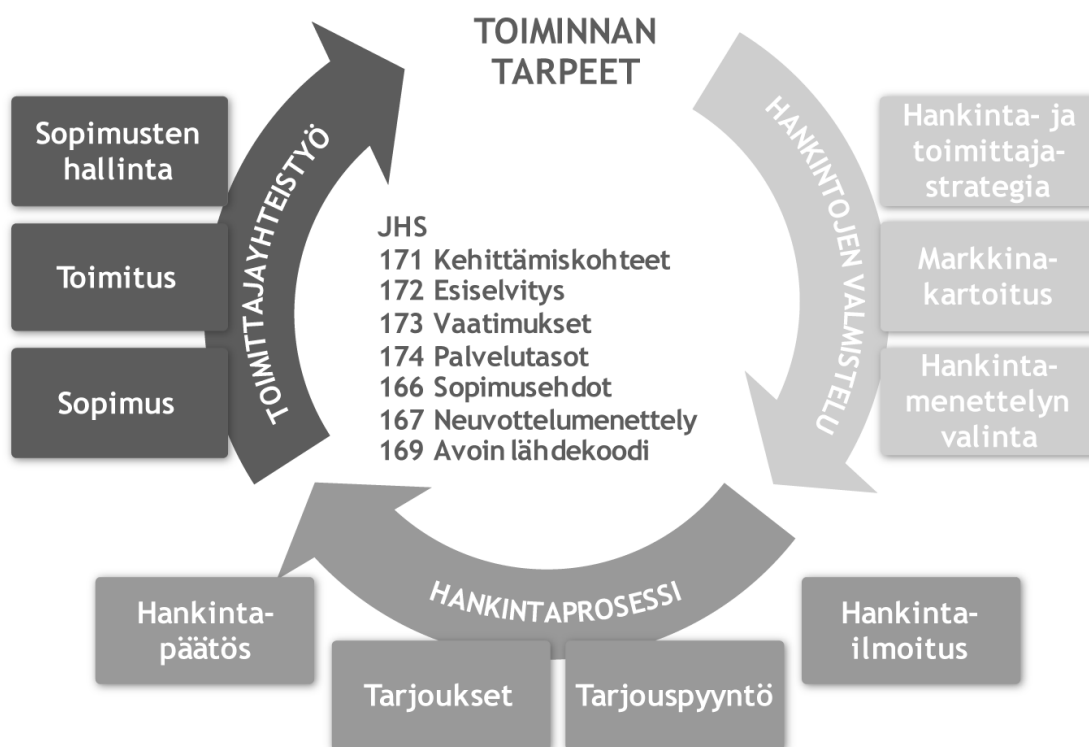 TOIMINNAN
TARPEET
HANKINTOJEN VALMISTELU
Hankinta- ja
toimittaja-
strategia
Markkina-
kartoitus
Hankinta-
menettelyn
valinta
HANKINTAPROSESSI
Hankinta-
ilmoitus
Tarjouspyyntö
Tarjoukset
Hankinta-
päätös
TOIMITTAJAYHTEISTYÖ
Sopimus
Toimitus
Sopimusten
hallinta
JHS
171 Kehittämiskohteet
172 Esiselvitys
173 Vaatimukset
174 Palvelutasot
166 Sopimusehdot
167 Neuvottelumenettely
169 Avoin lähdekoodi